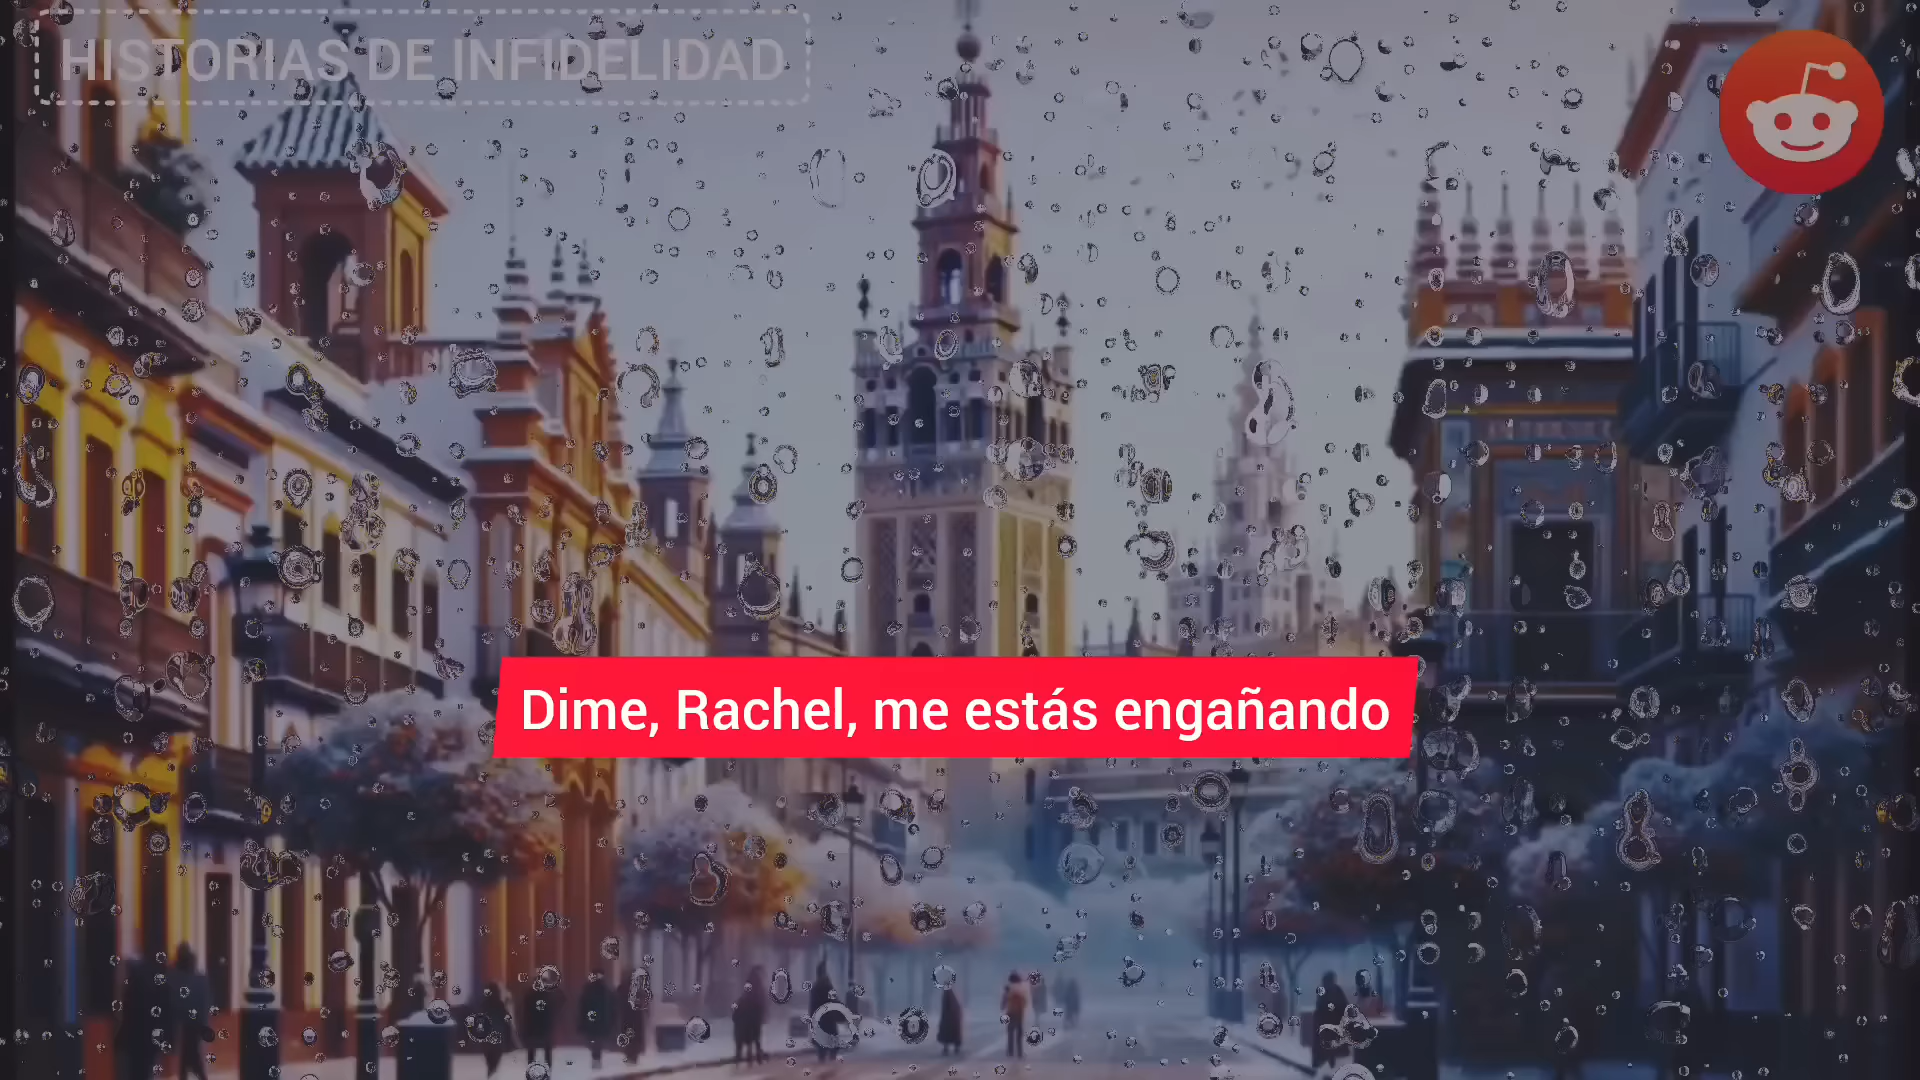 HISTORIAS DE INFIDELIDAD
Dime, Rachel, me estás engañando